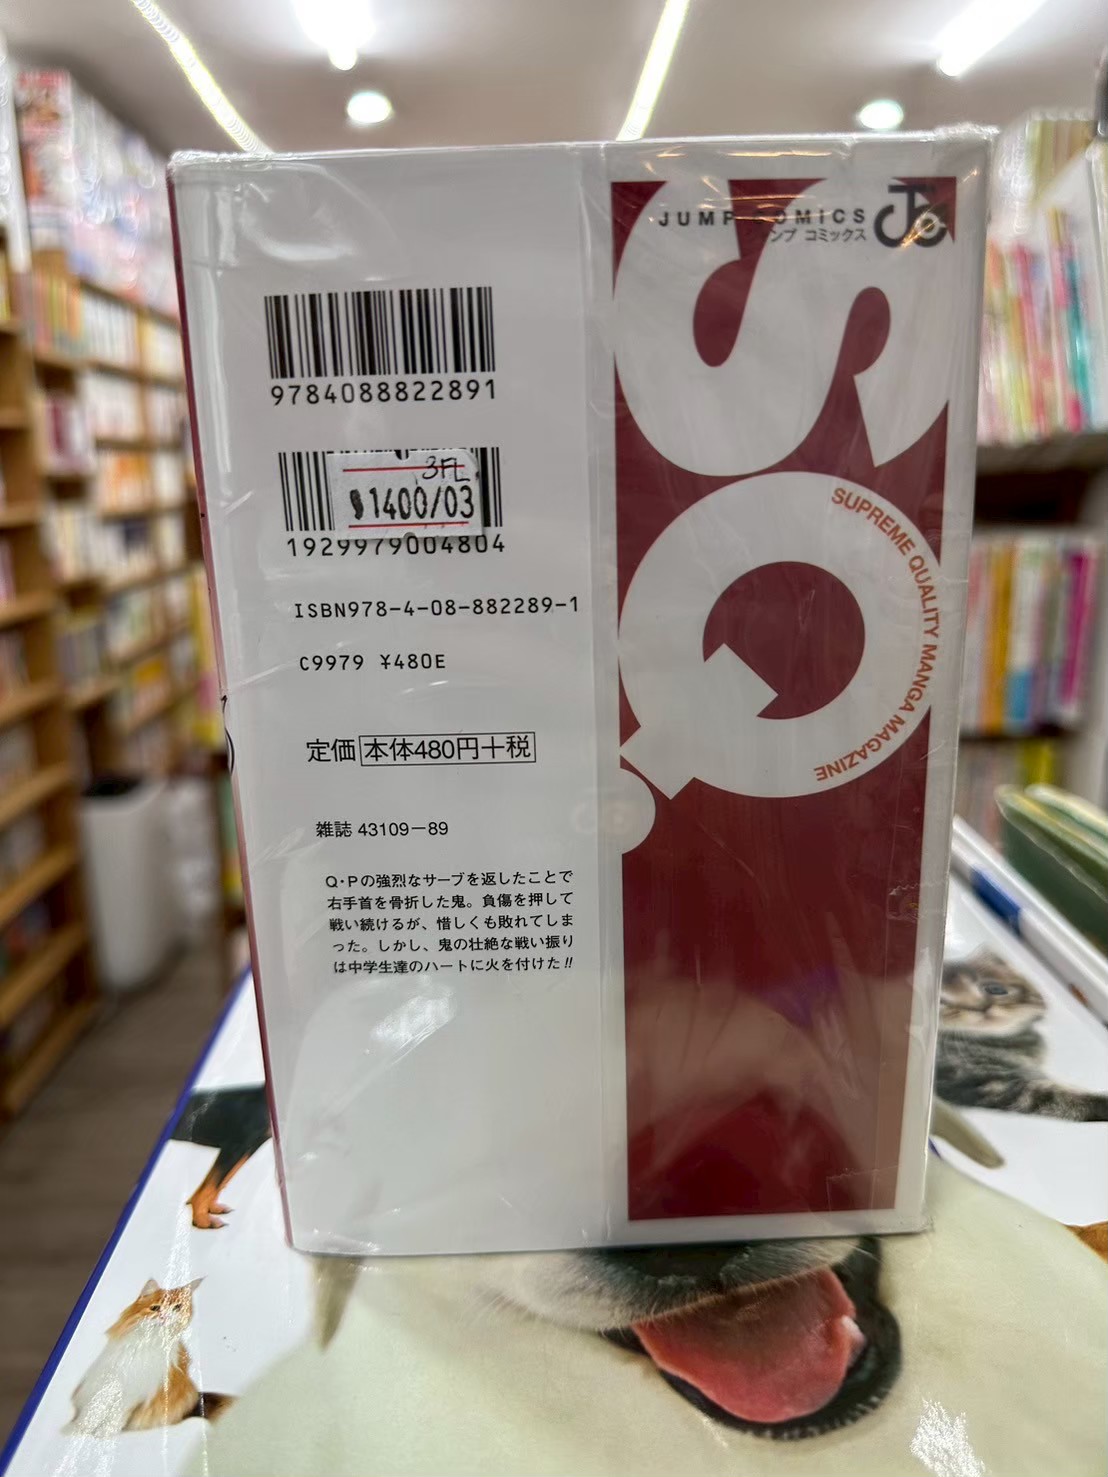 JUMP COMICS
ンプ コミックス
SQ
SUPREME QUALITY MANGA MAGAZINE
9784088822891
3FL
$1400/03
1929979004804
ISBN978-4-08-882289-1
C9979 ¥480E
定価 本体480円+税
雑誌 43109-89
Q・Pの強烈なサーブを返したことで
右手首を骨折した鬼。負傷を押して
戦い続けるが、惜しくも敗れてしま
った。しかし、鬼の壮絶な戦い振り
は中学生達のハートに火を付けた!!